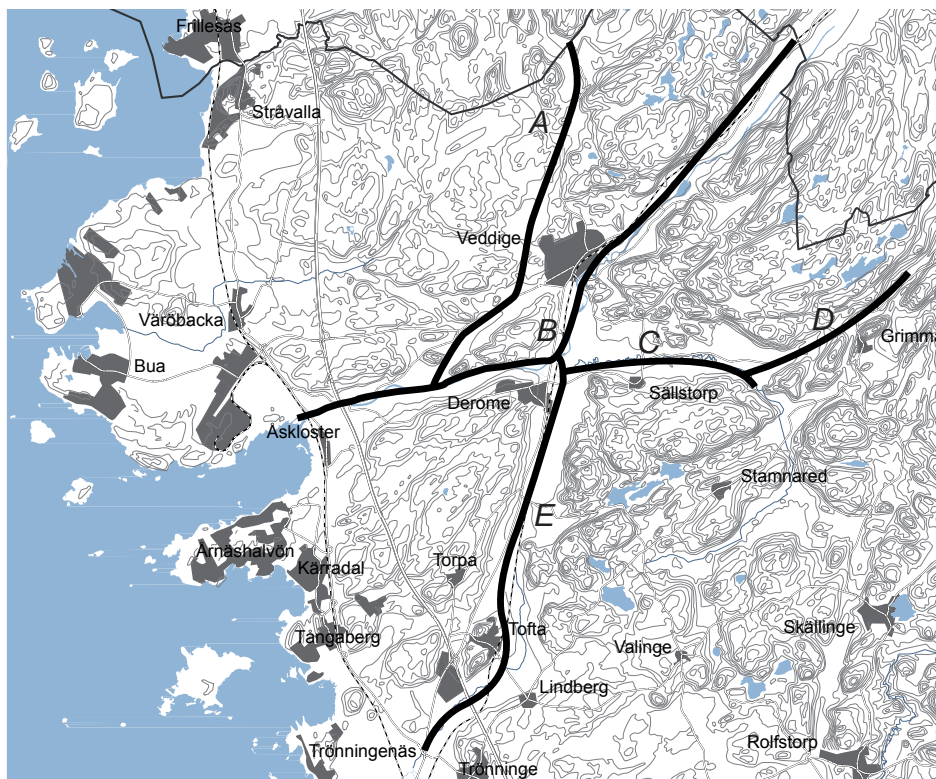 Frillesås
Stråvalla
A
Veddige
Väröbacka
B
C
D
Bua
Derome
Sällstorp
Åskloster
Stamnared
E
Årnäshalvön
Kärradal
Torpa
Tångaberg
Tofta
Valinge
Skällinge
Lindberg
Trönningenäs
Trönninge
Rolfstorp